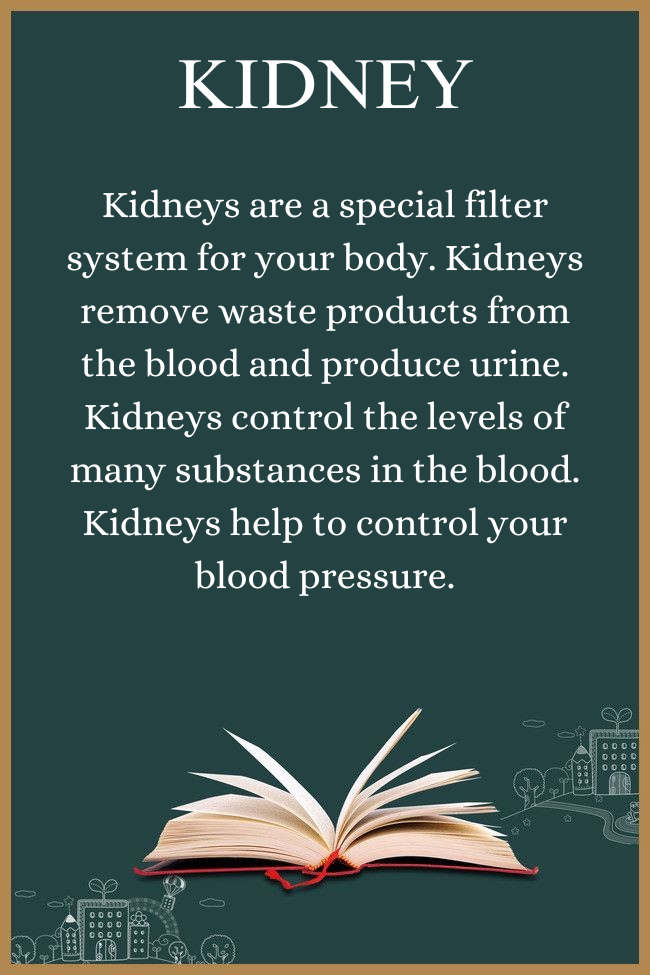 KIDNEY
Kidneys are a special filter
system for your body. Kidneys
remove waste products from
the blood and produce urine.
Kidneys control the levels of
many substances in the blood.
Kidneys help to control your
blood pressure.